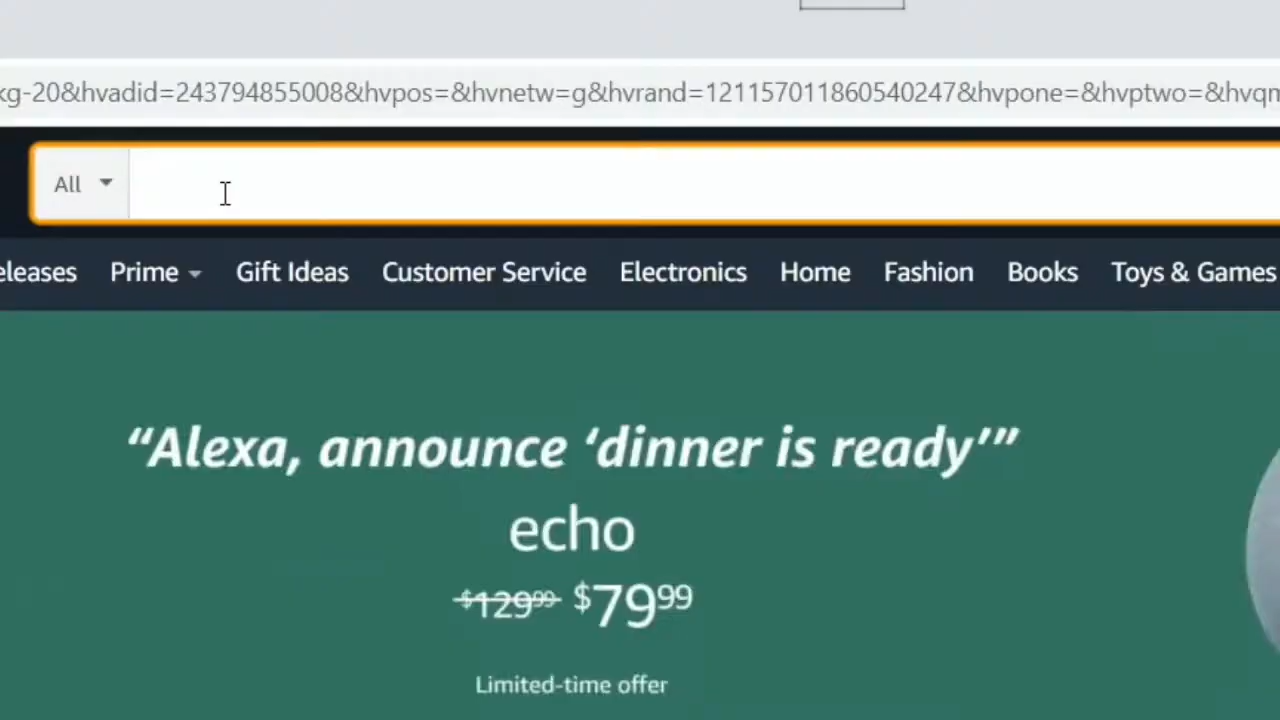 kg-20&hvadid=243794855008&hvpos=&hvnetw=g&hvrand=121157011860540247&hvpone=&hvptwo=&hvqm
All
eleases Prime Gift Ideas Customer Service Electronics Home Fashion Books Toys & Games
“Alexa, announce ‘dinner is ready’”
echo
$129.99 $79.99
Limited-time offer